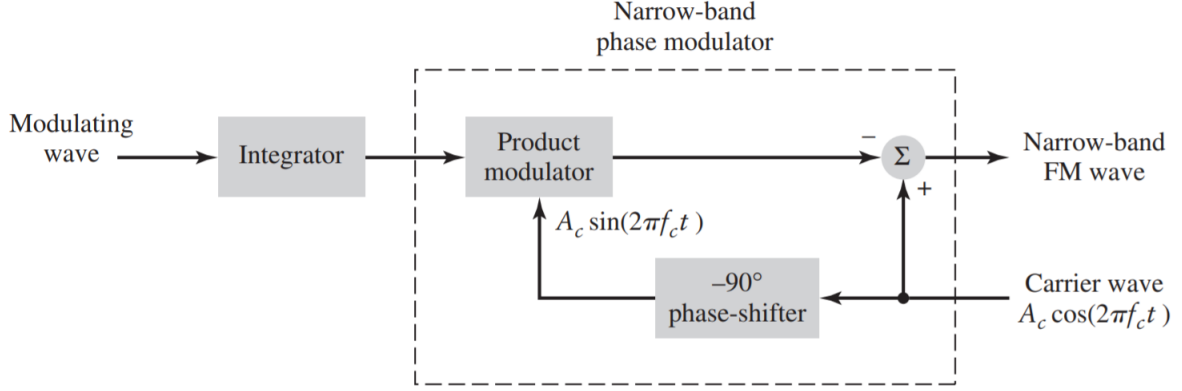 Narrow-band
phase modulator
Modulating
wave
Integrator
Product
modulator
−
Σ
+
Narrow-band
FM wave
A_c sin(2πf_c t )
–90°
phase-shifter
Carrier wave
A_c cos(2πf_c t )